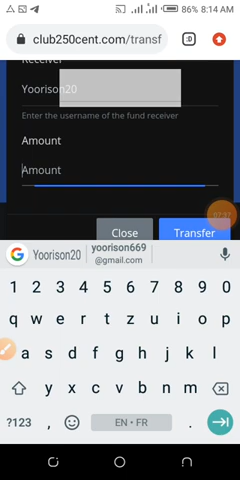 86% 8:14 AM
club250cent.com/transf
:D
Receiver
Yoorison20
Enter the username of the fund receiver
Amount
Amount
Close Transfer
Yoorison20
yoorison669
@gmail.com
1 2 3 4 5 6 7 8 9 0
q w e r t z u i o p
a s d f g h j k l
y x c v b n m
?123 , EN • FR .